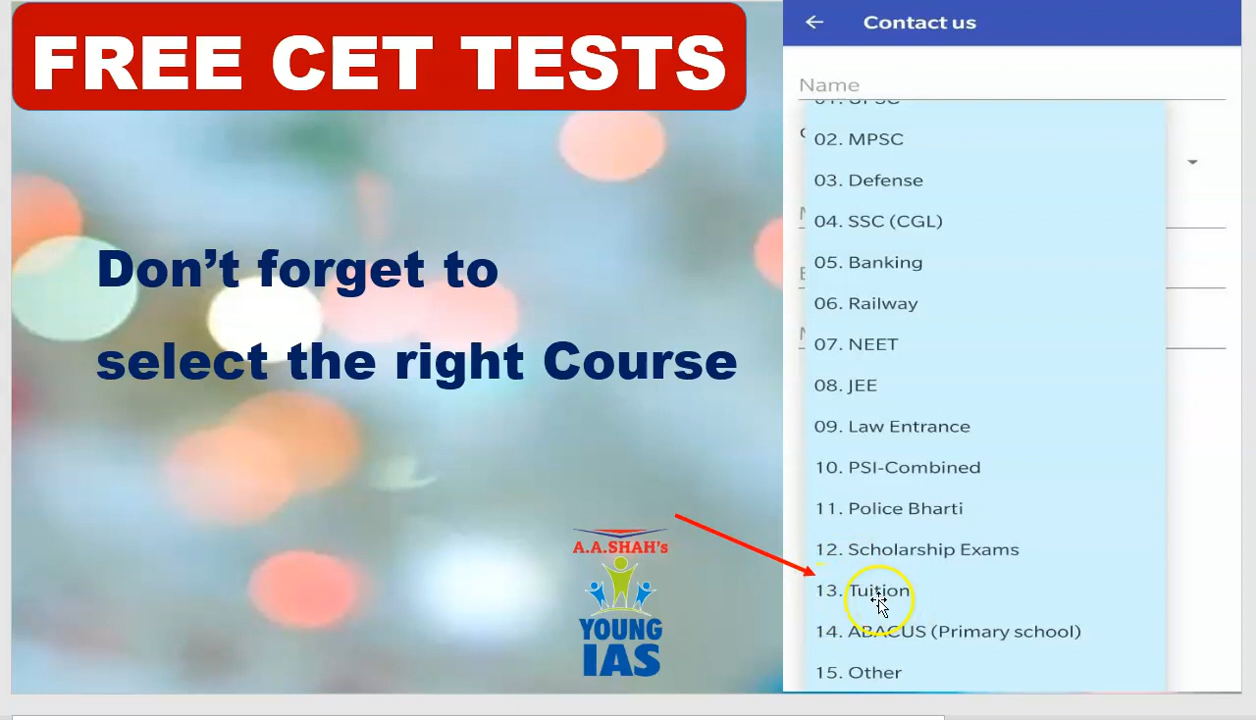 FREE CET TESTS
Don’t forget to
select the right Course
A.A.SHAH's
YOUNG
IAS
Contact us
Name
02. MPSC
03. Defense
04. SSC (CGL)
05. Banking
06. Railway
07. NEET
08. JEE
09. Law Entrance
10. PSI-Combined
11. Police Bharti
12. Scholarship Exams
13. Tuition
14. ABACUS (Primary school)
15. Other